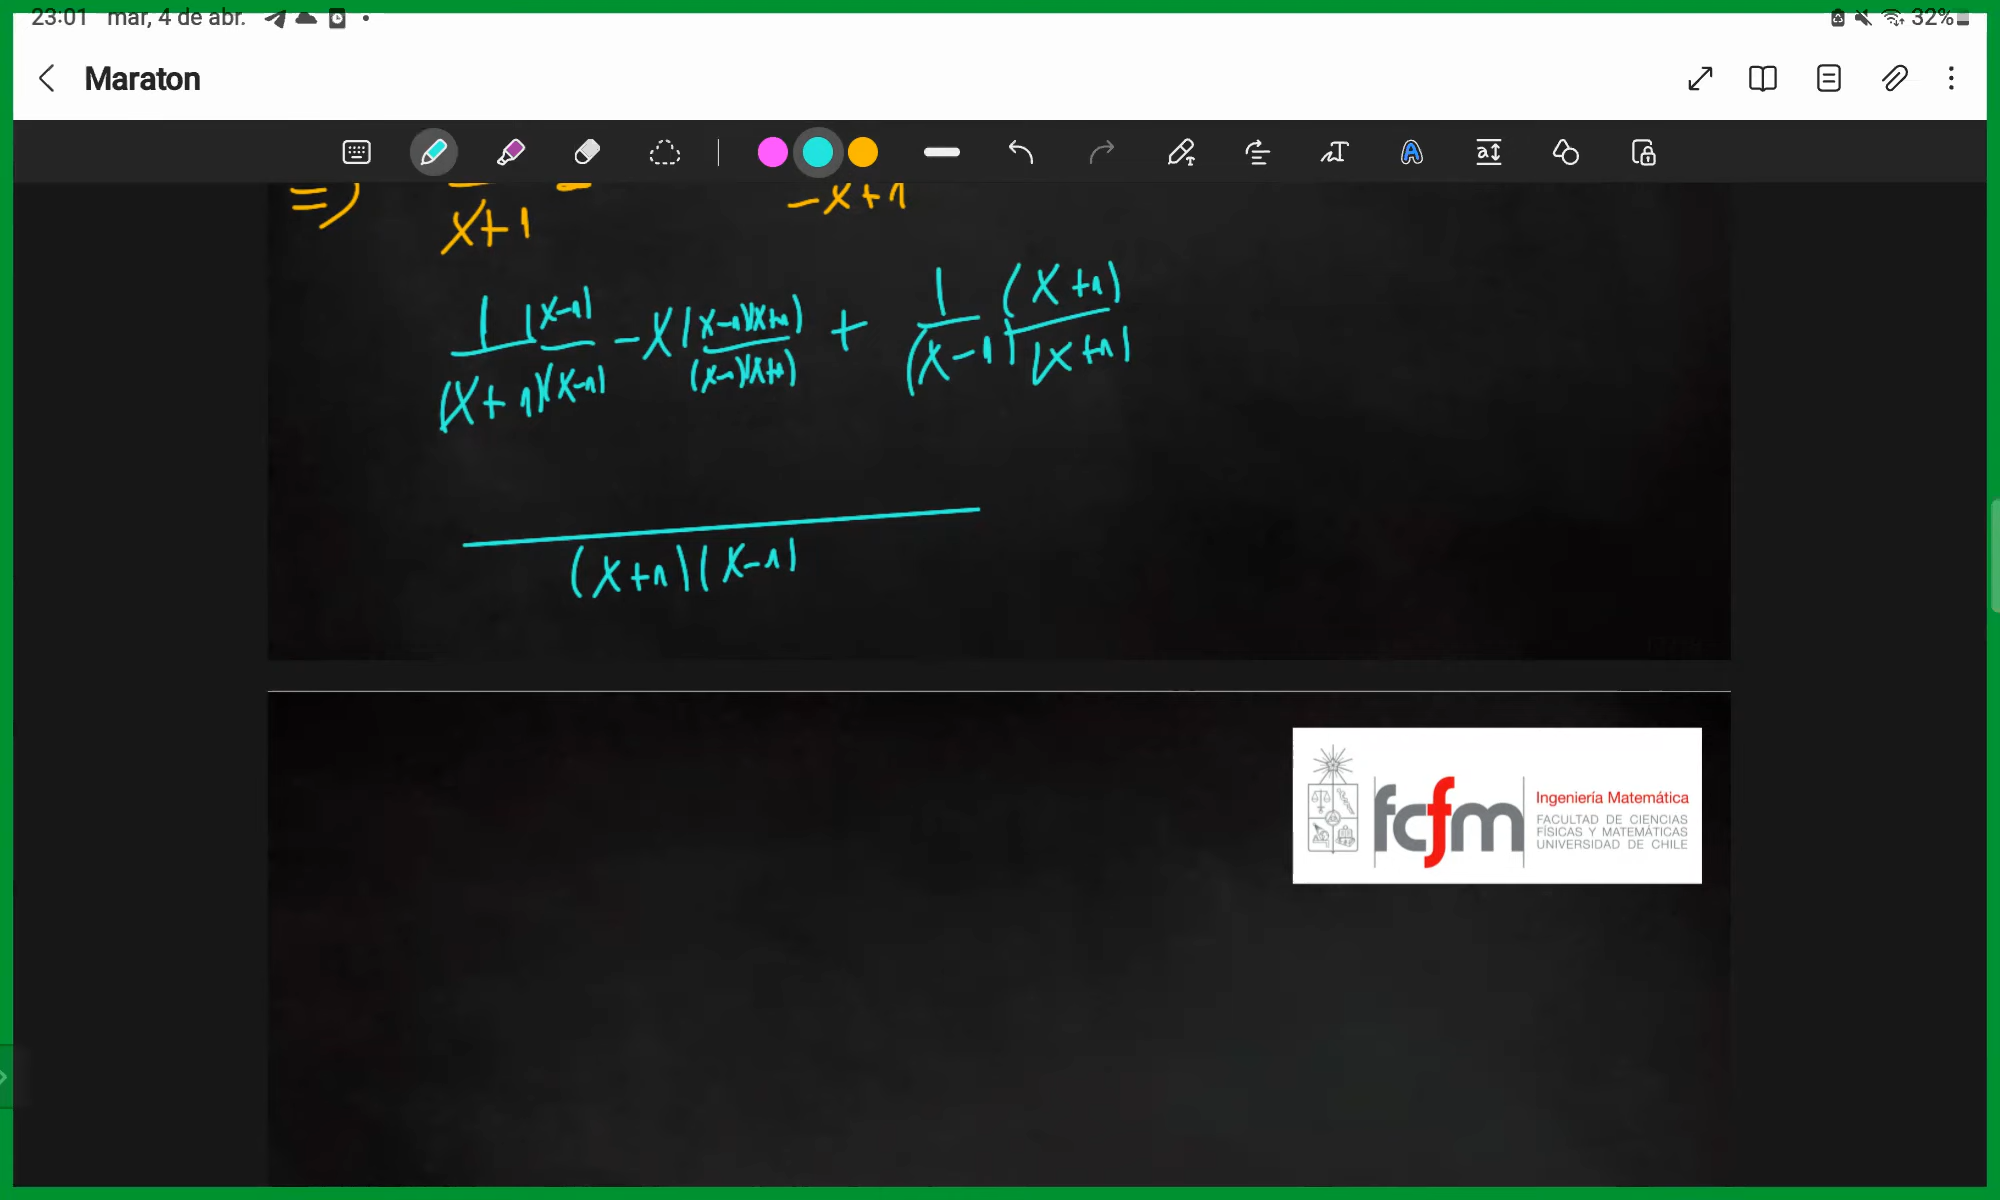 23:01 mar, 4 de abr. 32%
Maraton
=> x+1 = -x+1
1(x-1)/(x+1)(x-1) - x(x-1)(x+1)/(x-1)(x+1) + 1/(x-1) (x+1)/(x+1)
(x+1)(x-1)
fcfm
Ingeniería Matemática
FACULTAD DE CIENCIAS
FÍSICAS Y MATEMÁTICAS
UNIVERSIDAD DE CHILE